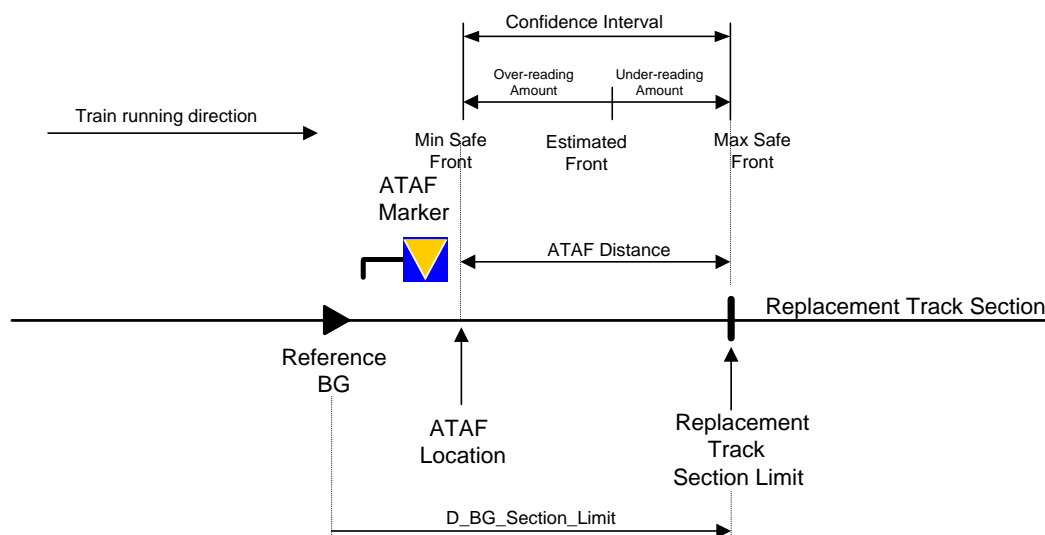 Confidence Interval
Over-reading
Amount
Under-reading
Amount
Train running direction
Min Safe
Front
Estimated
Front
Max Safe
Front
ATAF
Marker
ATAF Distance
Replacement Track Section
Reference
BG
ATAF
Location
Replacement
Track
Section Limit
D_BG_Section_Limit